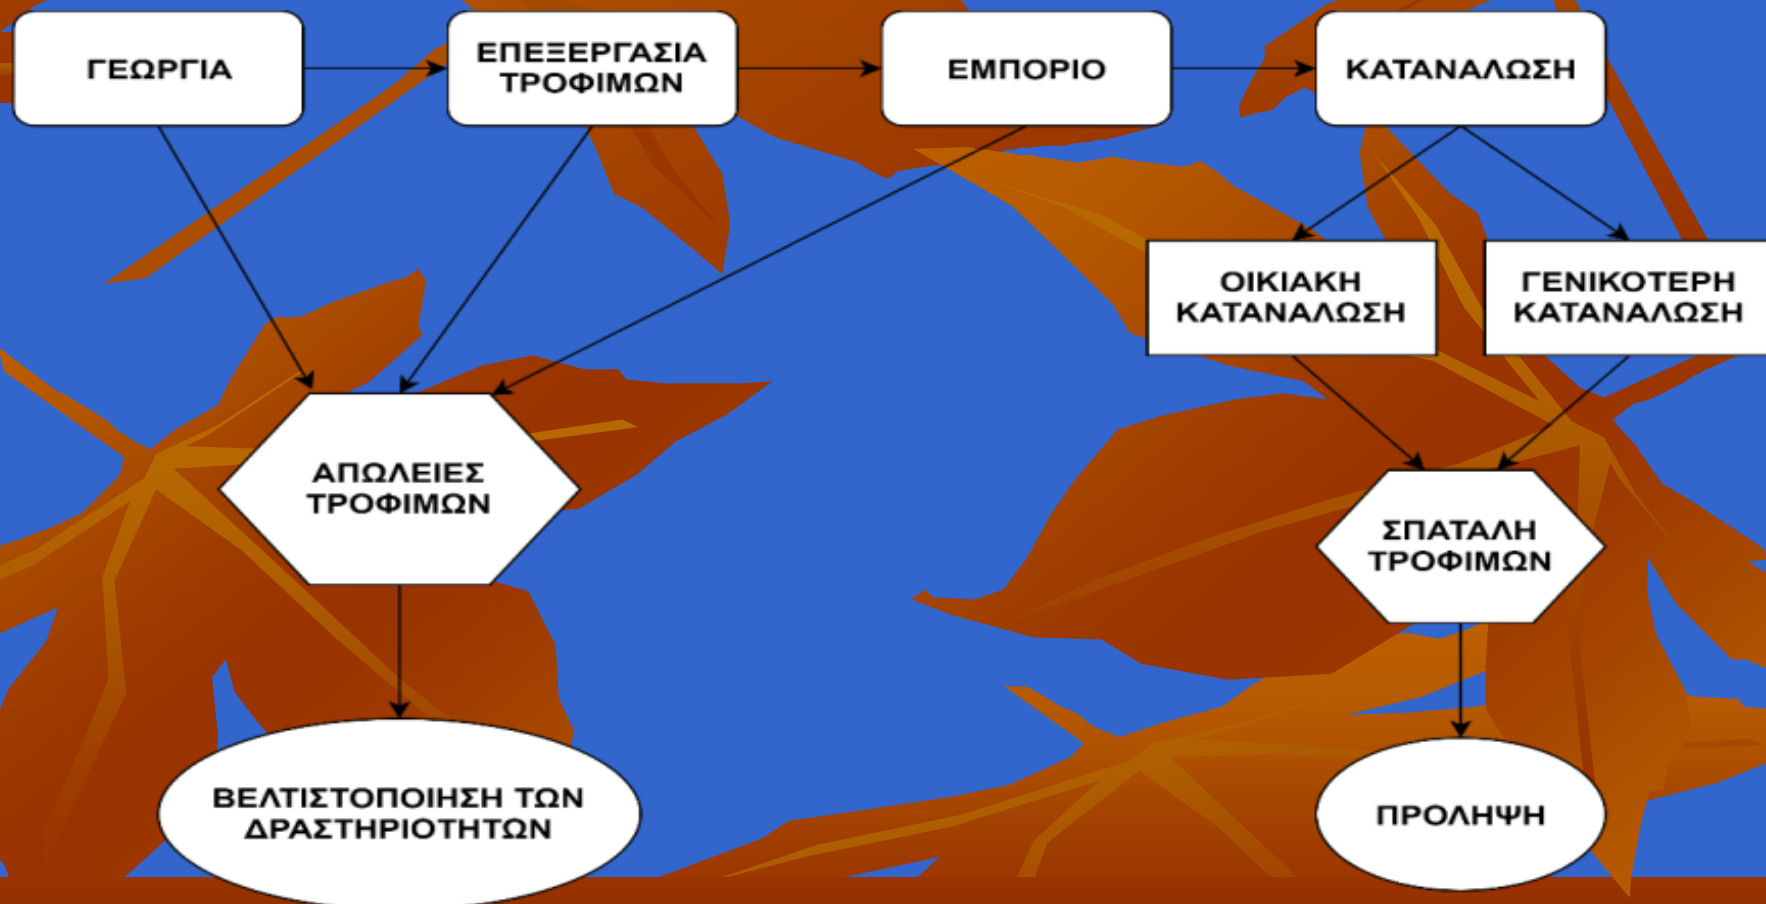 ΓΕΩΡΓΙΑ
ΕΠΕΞΕΡΓΑΣΙΑ
ΤΡΟΦΙΜΩΝ
ΕΜΠΟΡΙΟ
ΚΑΤΑΝΑΛΩΣΗ
ΟΙΚΙΑΚΗ
ΚΑΤΑΝΑΛΩΣΗ
ΓΕΝΙΚΟΤΕΡΗ
ΚΑΤΑΝΑΛΩΣΗ
ΑΠΩΛΕΙΕΣ
ΤΡΟΦΙΜΩΝ
ΣΠΑΤΑΛΗ
ΤΡΟΦΙΜΩΝ
ΒΕΛΤΙΣΤΟΠΟΙΗΣΗ ΤΩΝ
ΔΡΑΣΤΗΡΙΟΤΗΤΩΝ
ΠΡΟΛΗΨΗ